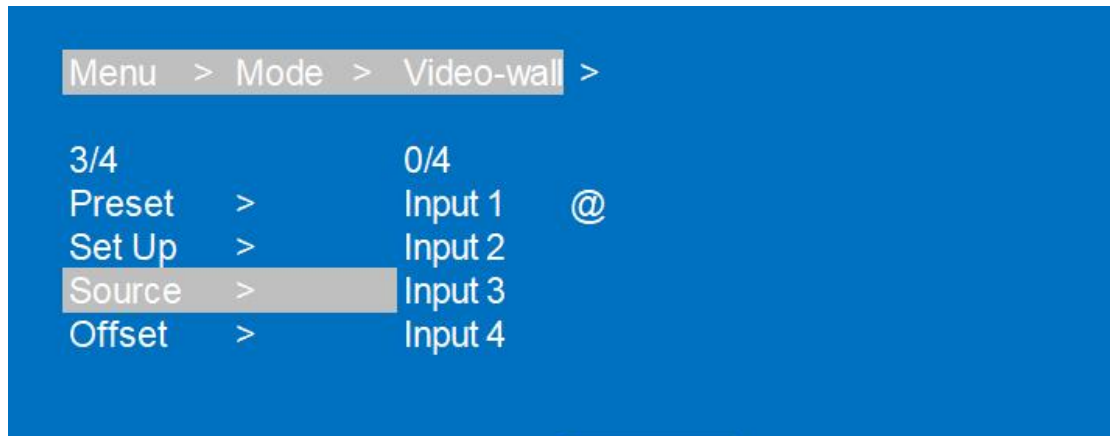 Menu > Mode > Video-wall >
3/4 0/4
Preset > Input 1 @
Set Up > Input 2
Source > Input 3
Offset > Input 4